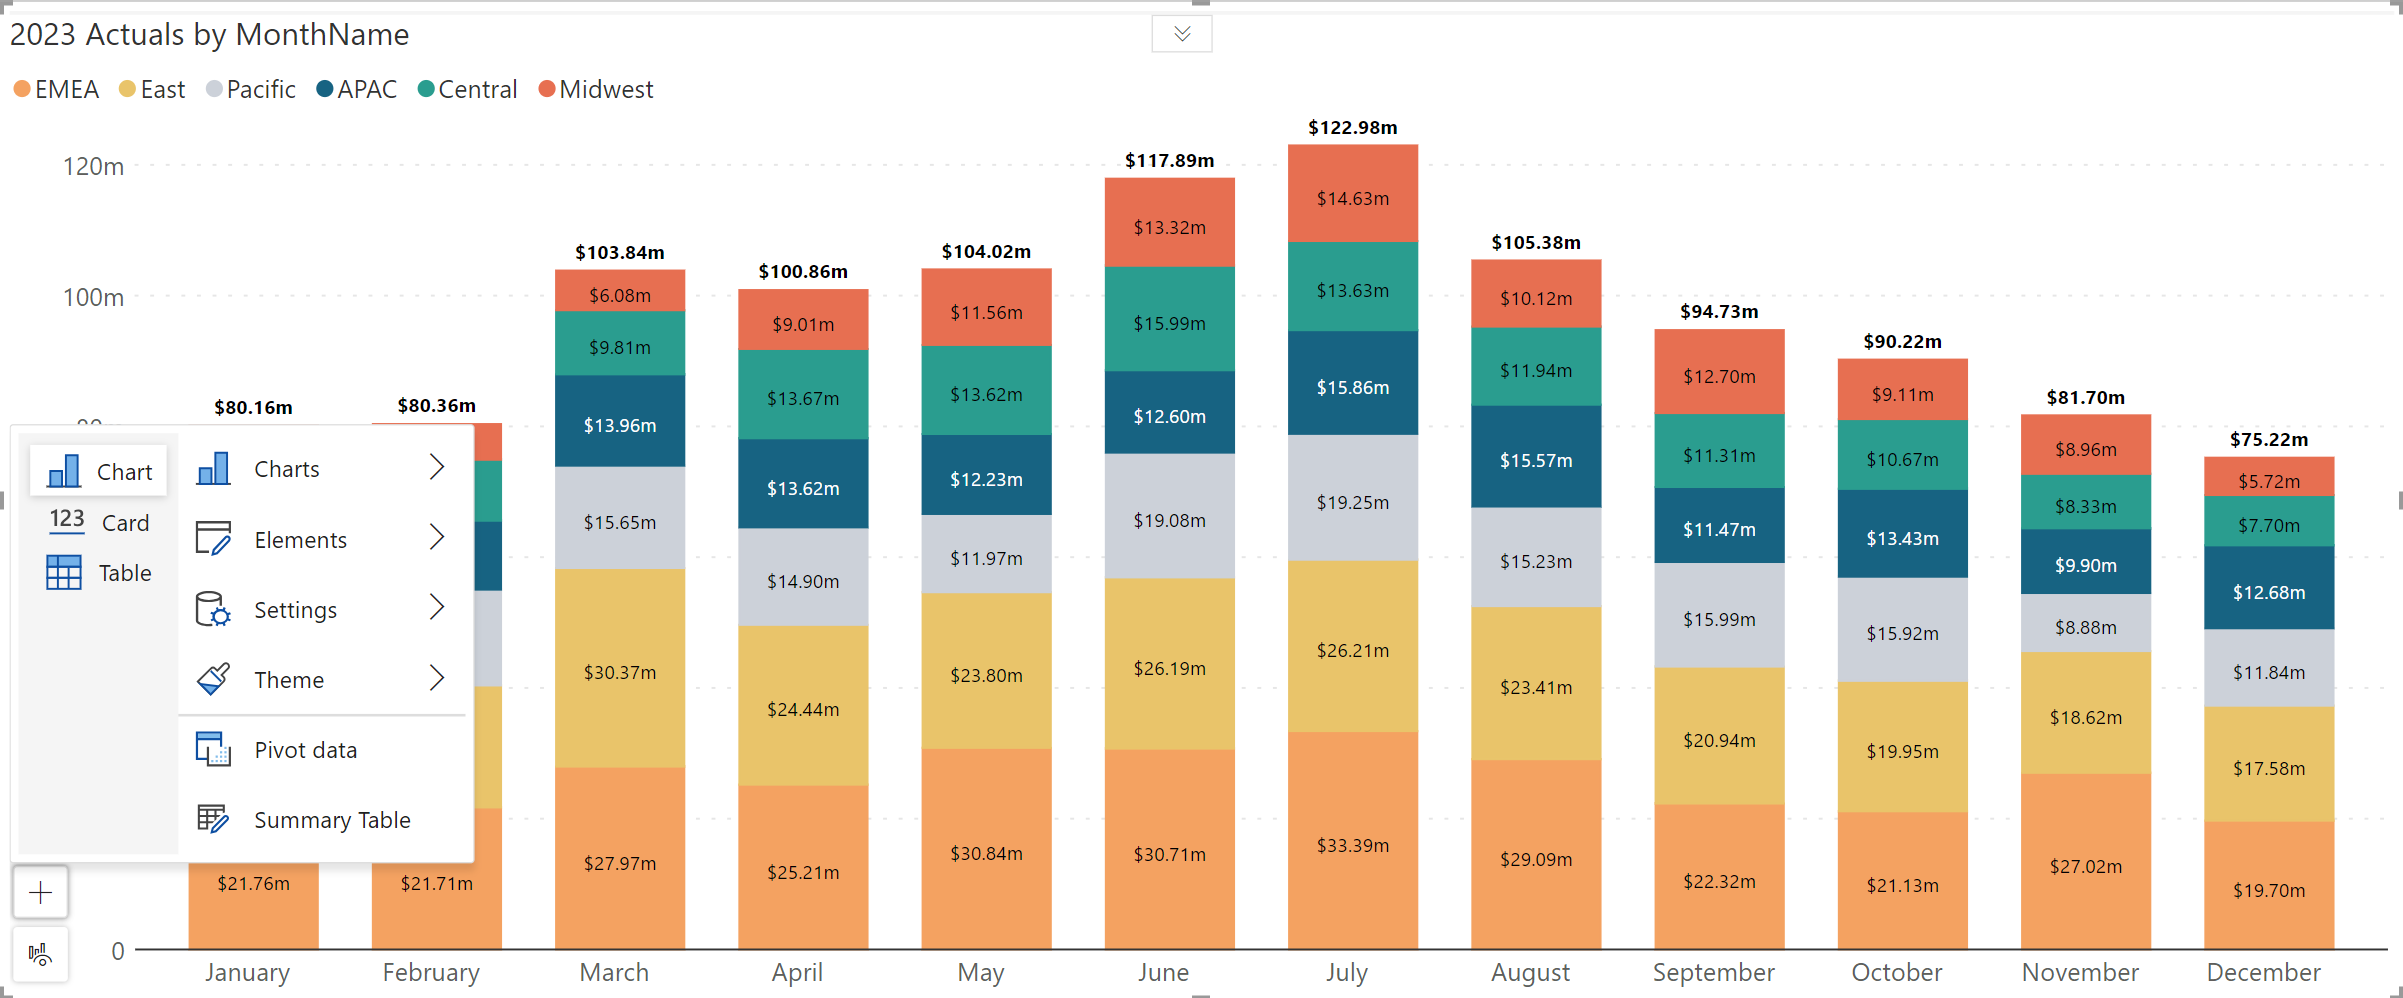 2023 Actuals by MonthName
EMEA East Pacific APAC Central Midwest
120m
100m
0
$80.16m
$21.76m
$80.36m
$21.71m
$103.84m
$6.08m
$9.81m
$13.96m
$15.65m
$30.37m
$27.97m
$100.86m
$9.01m
$13.67m
$13.62m
$14.90m
$24.44m
$25.21m
$104.02m
$11.56m
$13.62m
$12.23m
$11.97m
$23.80m
$30.84m
$117.89m
$13.32m
$15.99m
$12.60m
$19.08m
$26.19m
$30.71m
$122.98m
$14.63m
$13.63m
$15.86m
$19.25m
$26.21m
$33.39m
$105.38m
$10.12m
$11.94m
$15.57m
$15.23m
$23.41m
$29.09m
$94.73m
$12.70m
$11.31m
$11.47m
$15.99m
$20.94m
$22.32m
$90.22m
$9.11m
$10.67m
$13.43m
$15.92m
$19.95m
$21.13m
$81.70m
$8.96m
$8.33m
$9.90m
$8.88m
$18.62m
$27.02m
$75.22m
$5.72m
$7.70m
$12.68m
$11.84m
$17.58m
$19.70m
January February March April May June July August September October November December
Chart
123 Card
Table
Charts
Elements
Settings
Theme
Pivot data
Summary Table